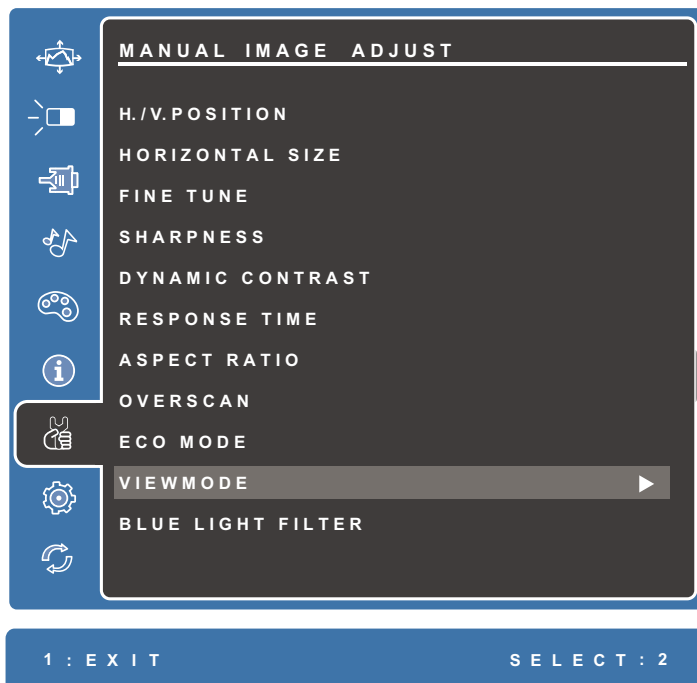 MANUAL IMAGE ADJUST
H./V.POSITION
HORIZONTAL SIZE
FINE TUNE
SHARPNESS
DYNAMIC CONTRAST
RESPONSE TIME
ASPECT RATIO
OVERSCAN
ECO MODE
VIEWMODE
BLUE LIGHT FILTER
1:EXIT SELECT:2